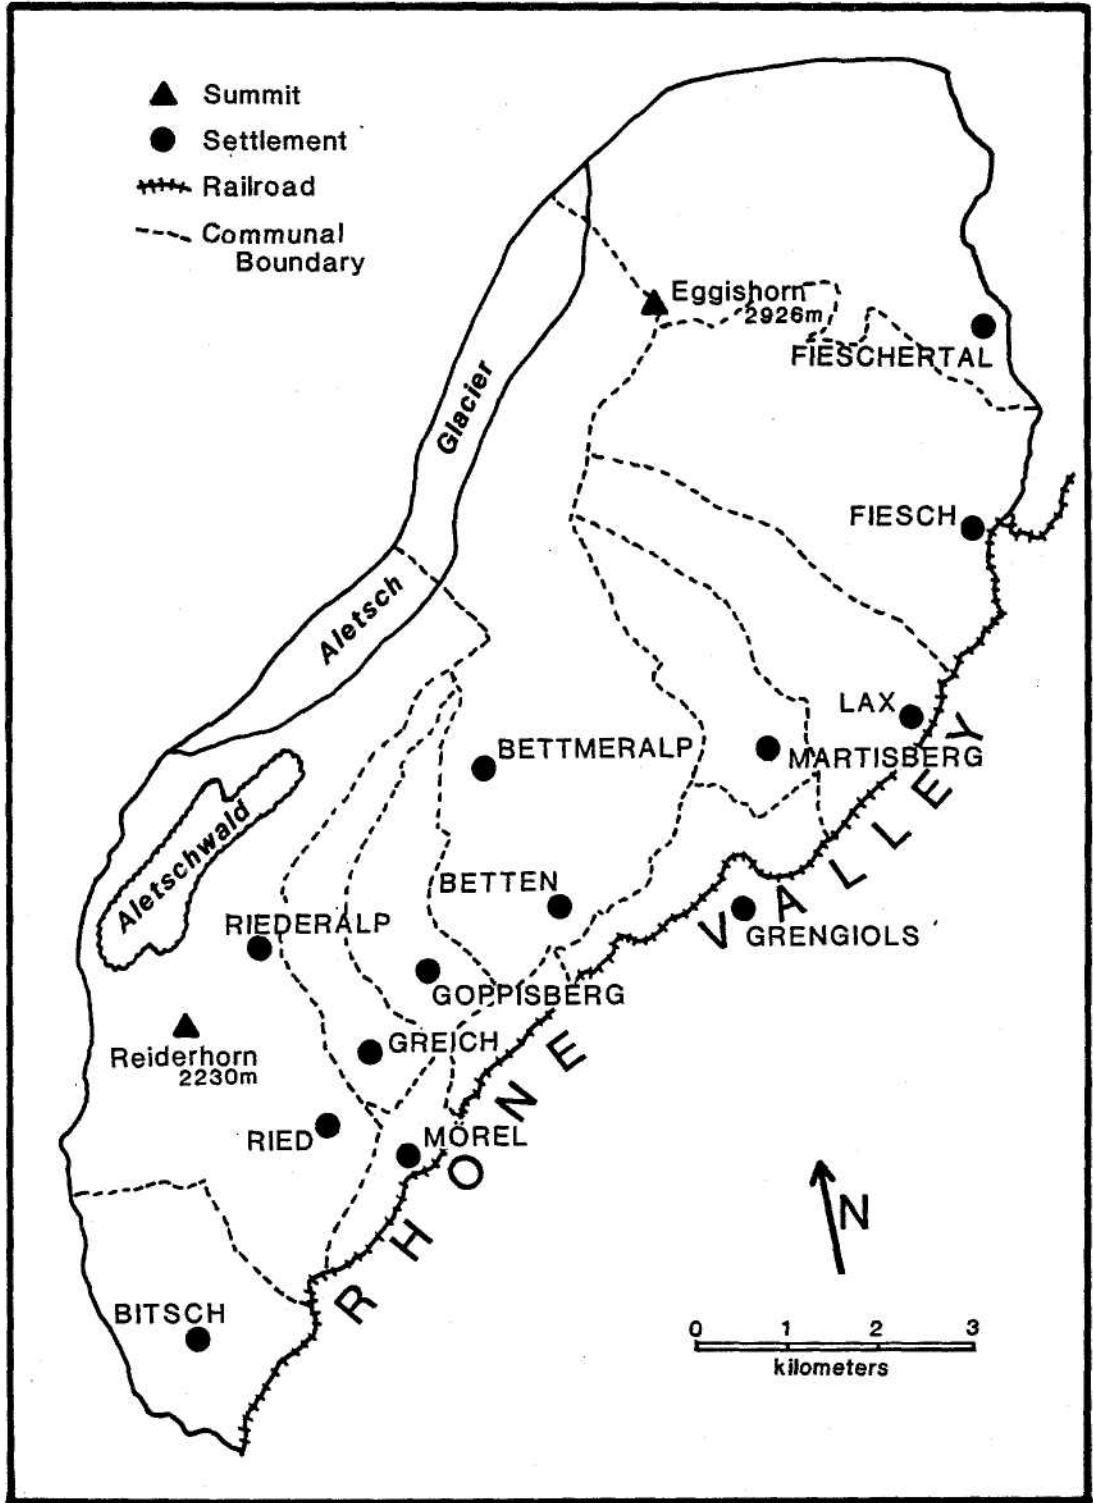 Summit
Settlement
Railroad
Communal
Boundary
Eggishorn
2926m
FIESCHERTAL
Glacier
FIESCH
Aletsch
LAX
BETTMERALP
MARTISBERG
Aletschwald
BETTEN
RIEDERALP
GRENGIOLS
GOPPISBERG
GREICH
Reiderhorn
2230m
RIED
MÖREL
RHONE VALLEY
N
BITSCH
0 1 2 3
kilometers